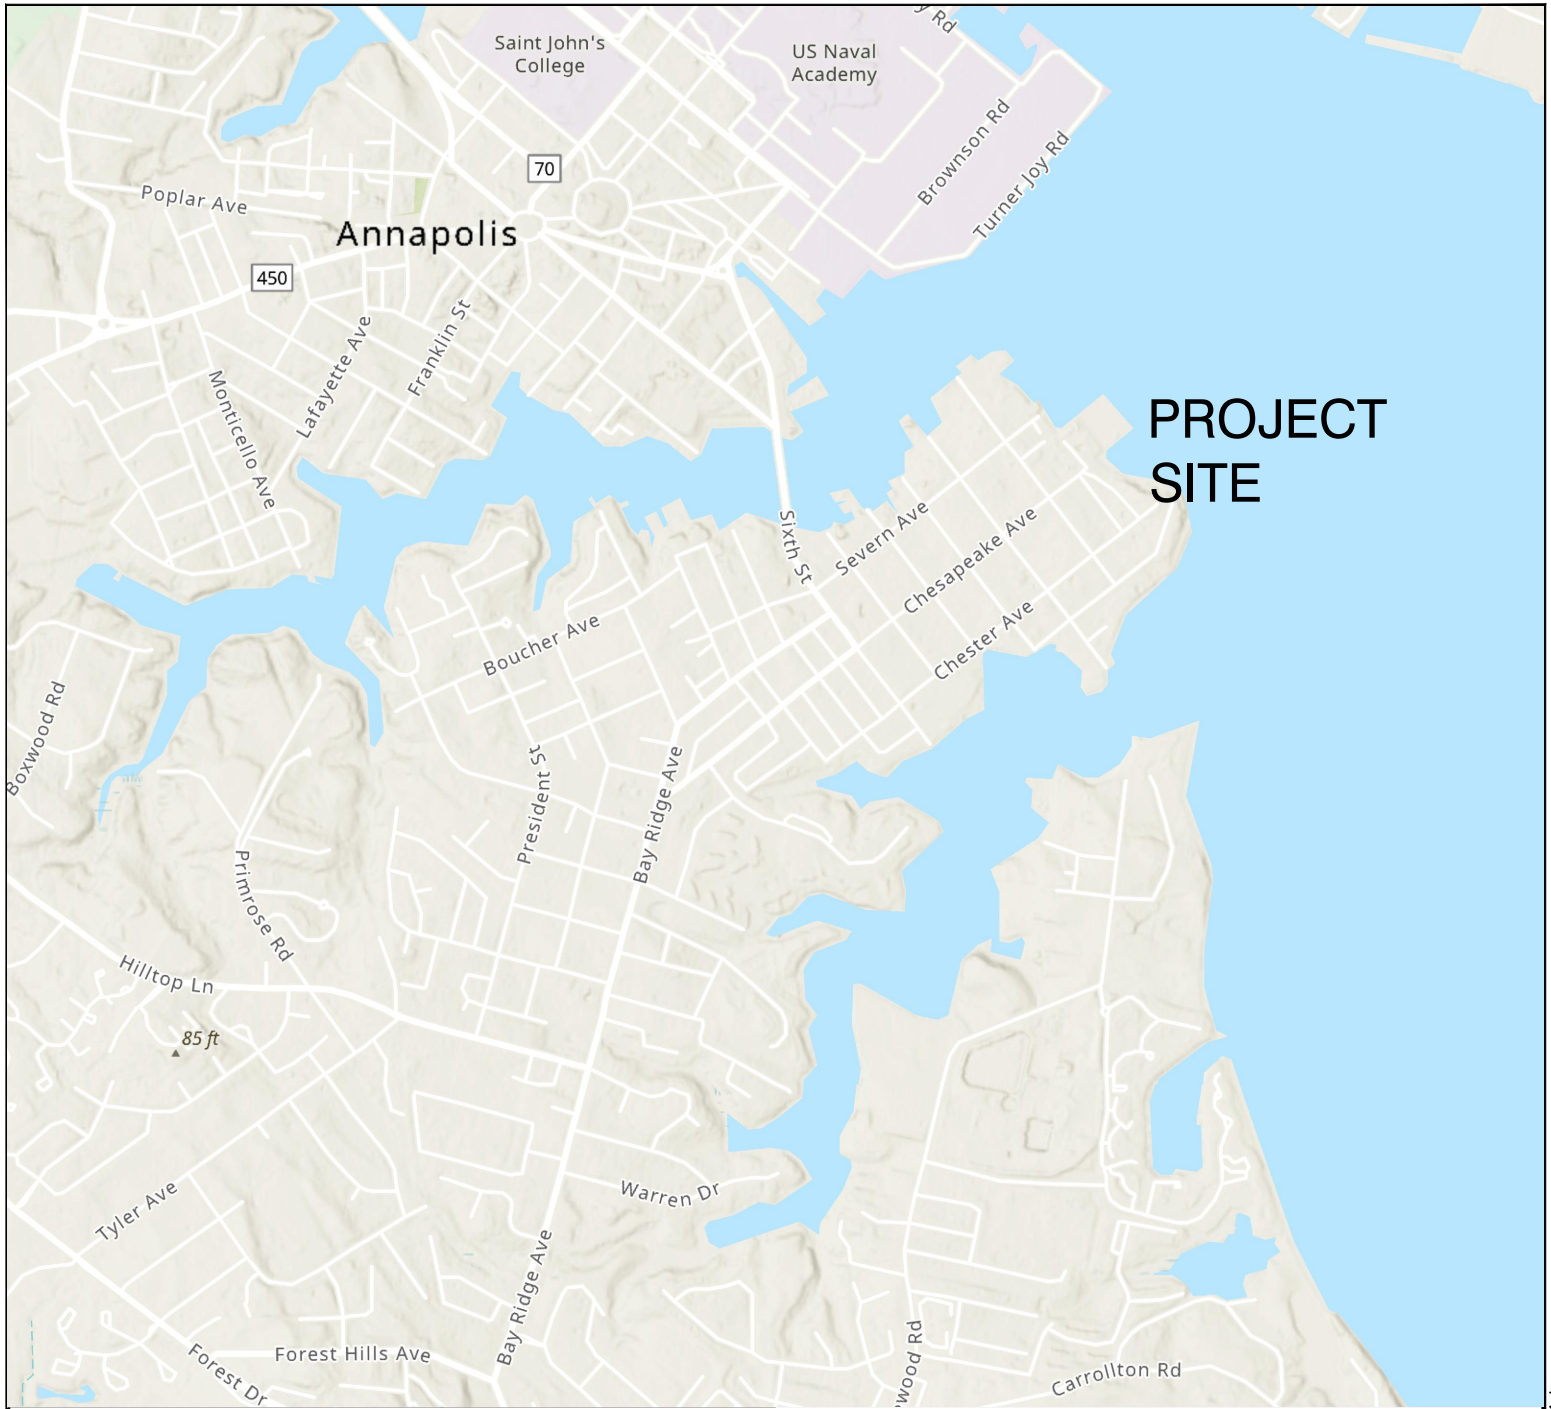 Saint John's
College
US Naval
Academy
y Rd
Brownson Rd
Turner Joy Rd
70
Poplar Ave
Annapolis
450
Lafayette Ave
Franklin St
Monticello Ave
PROJECT
SITE
Sixth St
Severn Ave
Chesapeake Ave
Chester Ave
Boucher Ave
Boxwood Rd
President St
Bay Ridge Ave
Primrose Rd
Hilltop Ln
85 ft
Warren Dr
Tyler Ave
Bay Ridge Ave
Forest Dr
Forest Hills Ave
wood Rd
Carrollton Rd